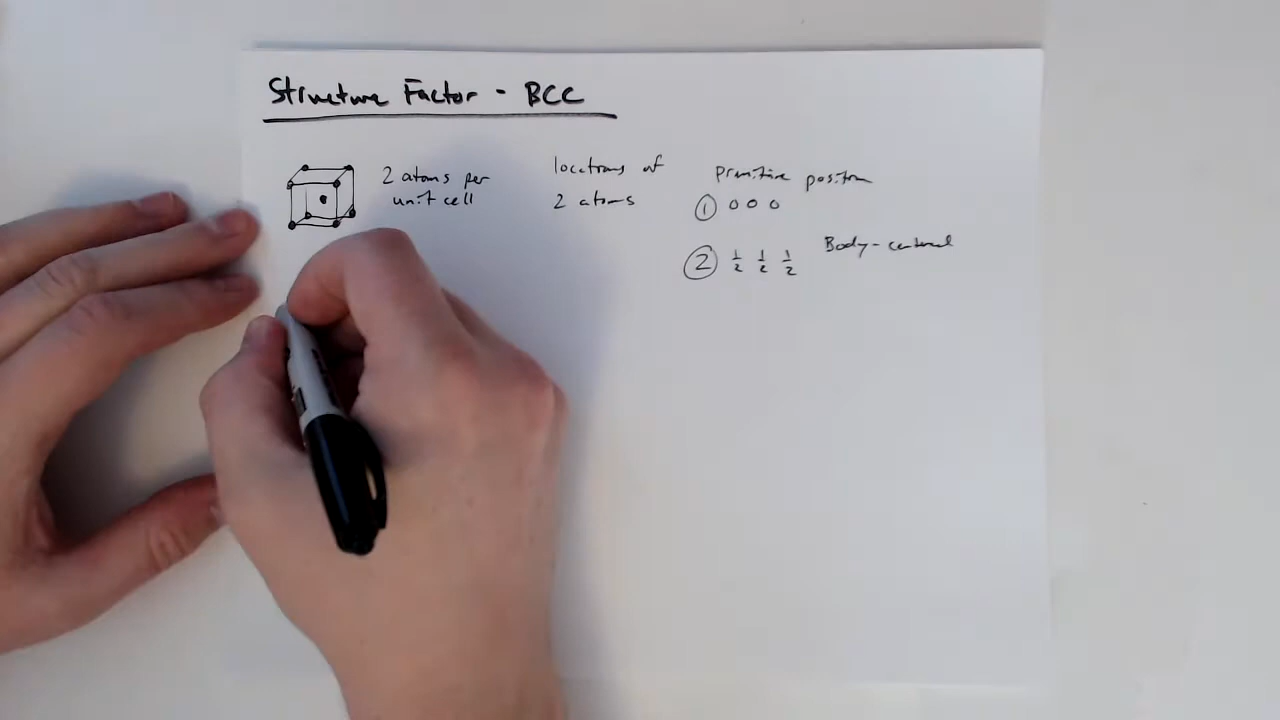 Structure Factor - BCC
2 atoms per
unit cell
locations of
2 atoms
Primitive position
① 0 0 0
② 1/2 1/2 1/2 Body-centered